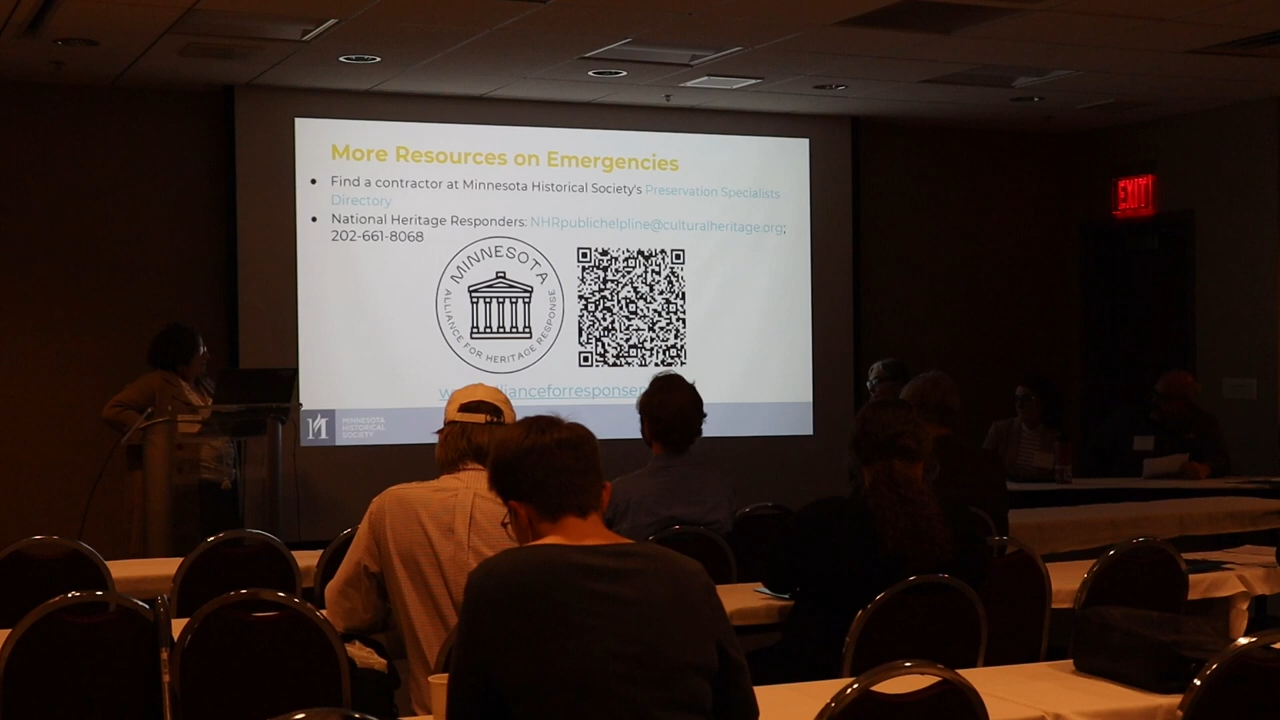 More Resources on Emergencies
• Find a contractor at Minnesota Historical Society's Preservation Specialists
Directory
• National Heritage Responders: NHRpublichelpline@culturalheritage.org;
202-661-8068
MINNESOTA
ALLIANCE FOR HERITAGE RESPONSE
MINNESOTA
HISTORICAL
SOCIETY
EXIT